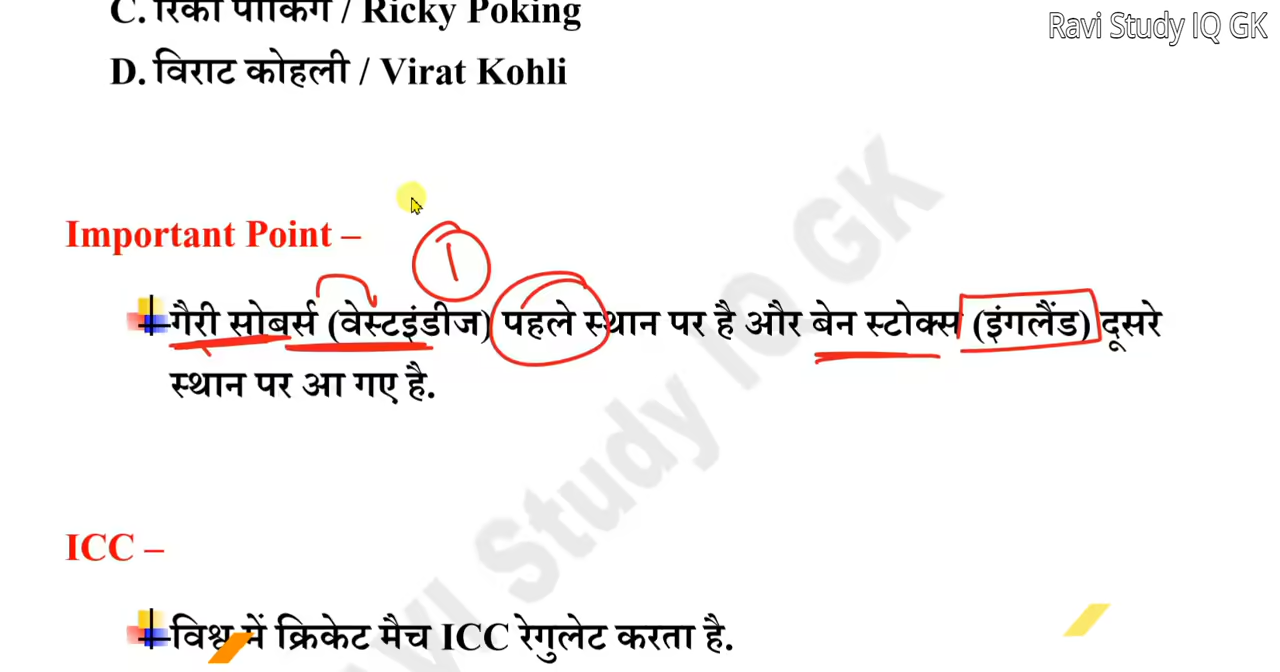 Ravi Study IQ GK
C. रिकी पोकिंग / Ricky Poking
D. विराट कोहली / Virat Kohli
Important Point –
1
गैरी सोबर्स (वेस्टइंडीज) पहले स्थान पर है और बेन स्टोक्स (इंगलैंड) दूसरे
स्थान पर आ गए है.
Ravi Study IQ GK
ICC –
विश्व में क्रिकेट मैच ICC रेगुलेट करता है.